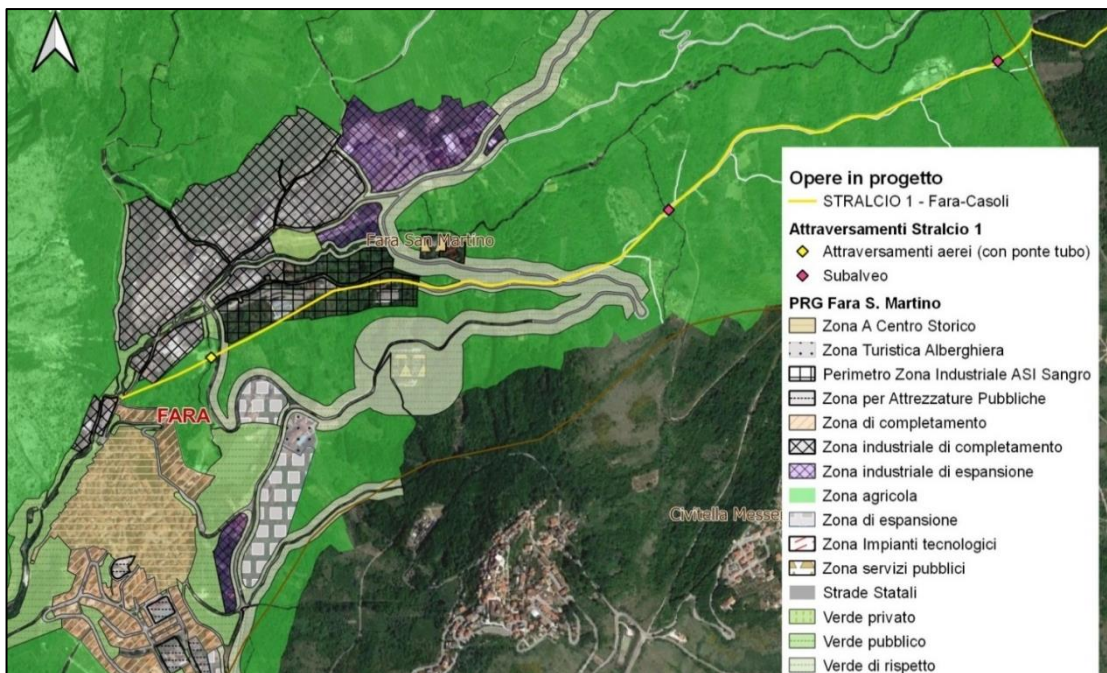 Fara San Martino
FARA
Civitella Messer
Opere in progetto
STRALCIO 1 - Fara-Casoli
Attraversamenti Stralcio 1
Attraversamenti aerei (con ponte tubo)
Subalveo
PRG Fara S. Martino
Zona A Centro Storico
Zona Turistica Alberghiera
Perimetro Zona Industriale ASI Sangro
Zona per Attrezzature Pubbliche
Zona di completamento
Zona industriale di completamento
Zona industriale di espansione
Zona agricola
Zona di espansione
Zona Impianti tecnologici
Zona servizi pubblici
Strade Statali
Verde privato
Verde pubblico
Verde di rispetto